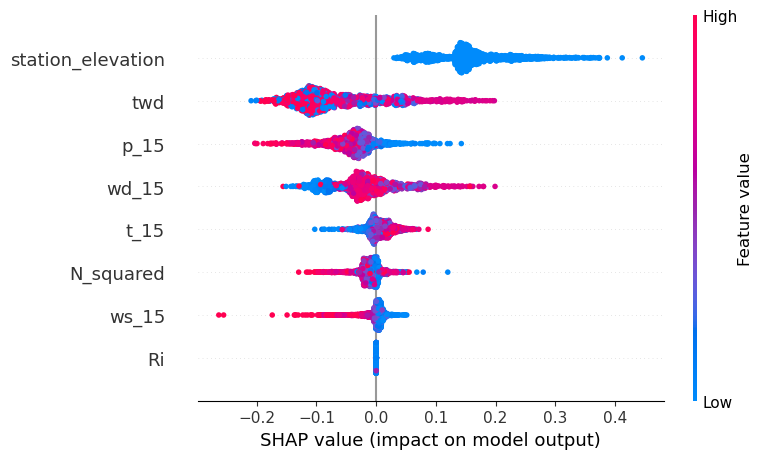 High
station_elevation
twd
p_15
wd_15
t_15
N_squared
ws_15
Ri
Feature value
Low
−0.2 −0.1 0.0 0.1 0.2 0.3 0.4
SHAP value (impact on model output)